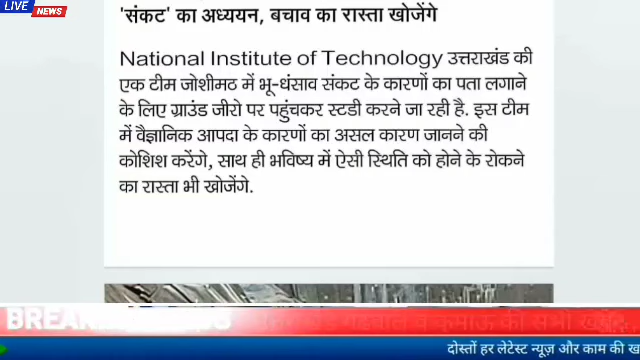 LIVE
NEWS
'संकट' का अध्ययन, बचाव का रास्ता खोजेंगे
National Institute of Technology उत्तराखंड की
एक टीम जोशीमठ में भू-धंसाव संकट के कारणों का पता लगाने
के लिए ग्राउंड जीरो पर पहुंचकर स्टडी करने जा रही है. इस टीम
में वैज्ञानिक आपदा के कारणों का असल कारण जानने की
कोशिश करेंगे, साथ ही भविष्य में ऐसी स्थिति को होने के रोकने
का रास्ता भी खोजेंगे.
दोस्तों हर लेटेस्ट न्यूज़ और काम की ख